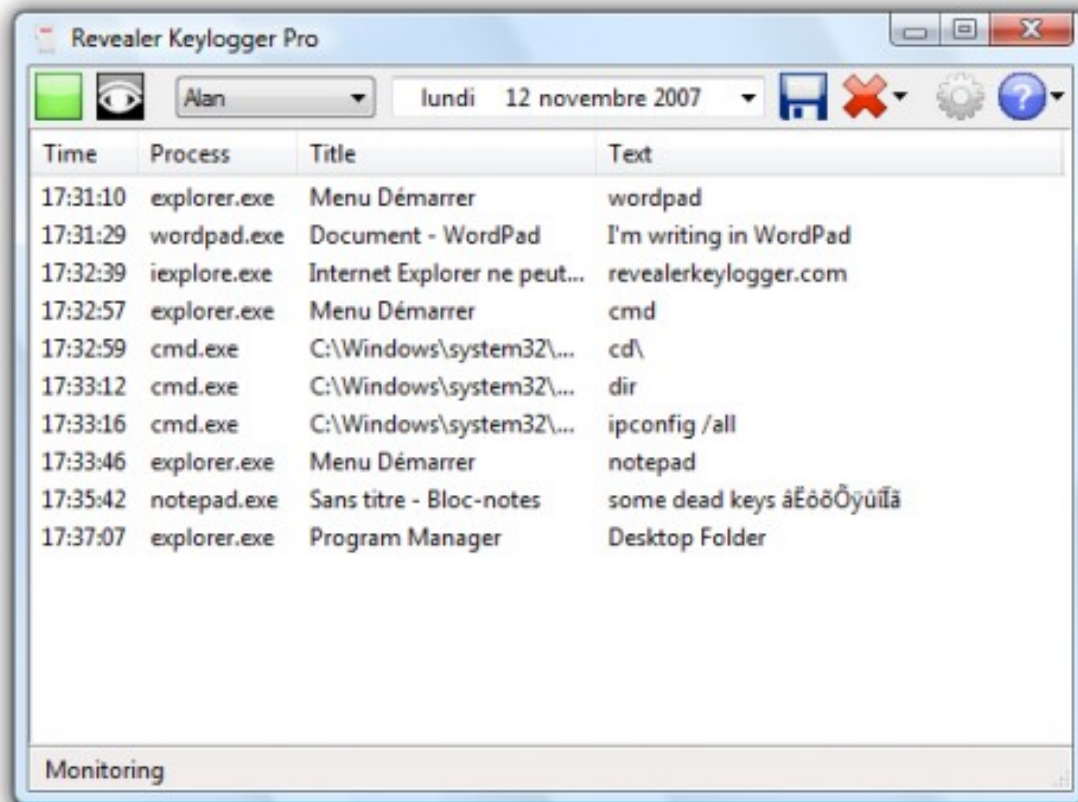 Revealer Keylogger Pro
Alan lundi 12 novembre 2007
Time Process Title Text
17:31:10 explorer.exe Menu Démarrer wordpad
17:31:29 wordpad.exe Document - WordPad I'm writing in WordPad
17:32:39 iexplore.exe Internet Explorer ne peut... revealerkeylogger.com
17:32:57 explorer.exe Menu Démarrer cmd
17:32:59 cmd.exe C:\Windows\system32\... cd\
17:33:12 cmd.exe C:\Windows\system32\... dir
17:33:16 cmd.exe C:\Windows\system32\... ipconfig /all
17:33:46 explorer.exe Menu Démarrer notepad
17:35:42 notepad.exe Sans titre - Bloc-notes some dead keys
17:37:07 explorer.exe Program Manager Desktop Folder
Monitoring